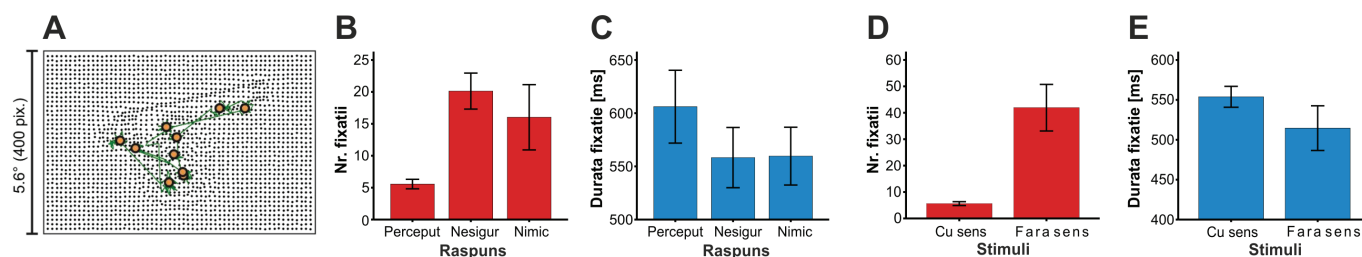 A
5.6° (400 pix.)
B
Nr. fixatii
25
20
15
10
5
0
Perceput Nesigur Nimic
Raspuns
C
Durata fixatie [ms]
650
600
550
500
Perceput Nesigur Nimic
Raspuns
D
Nr. fixatii
60
50
40
30
20
10
0
Cu sens Fara sens
Stimuli
E
Durata fixatie [ms]
600
550
500
450
400
Cu sens Fara sens
Stimuli